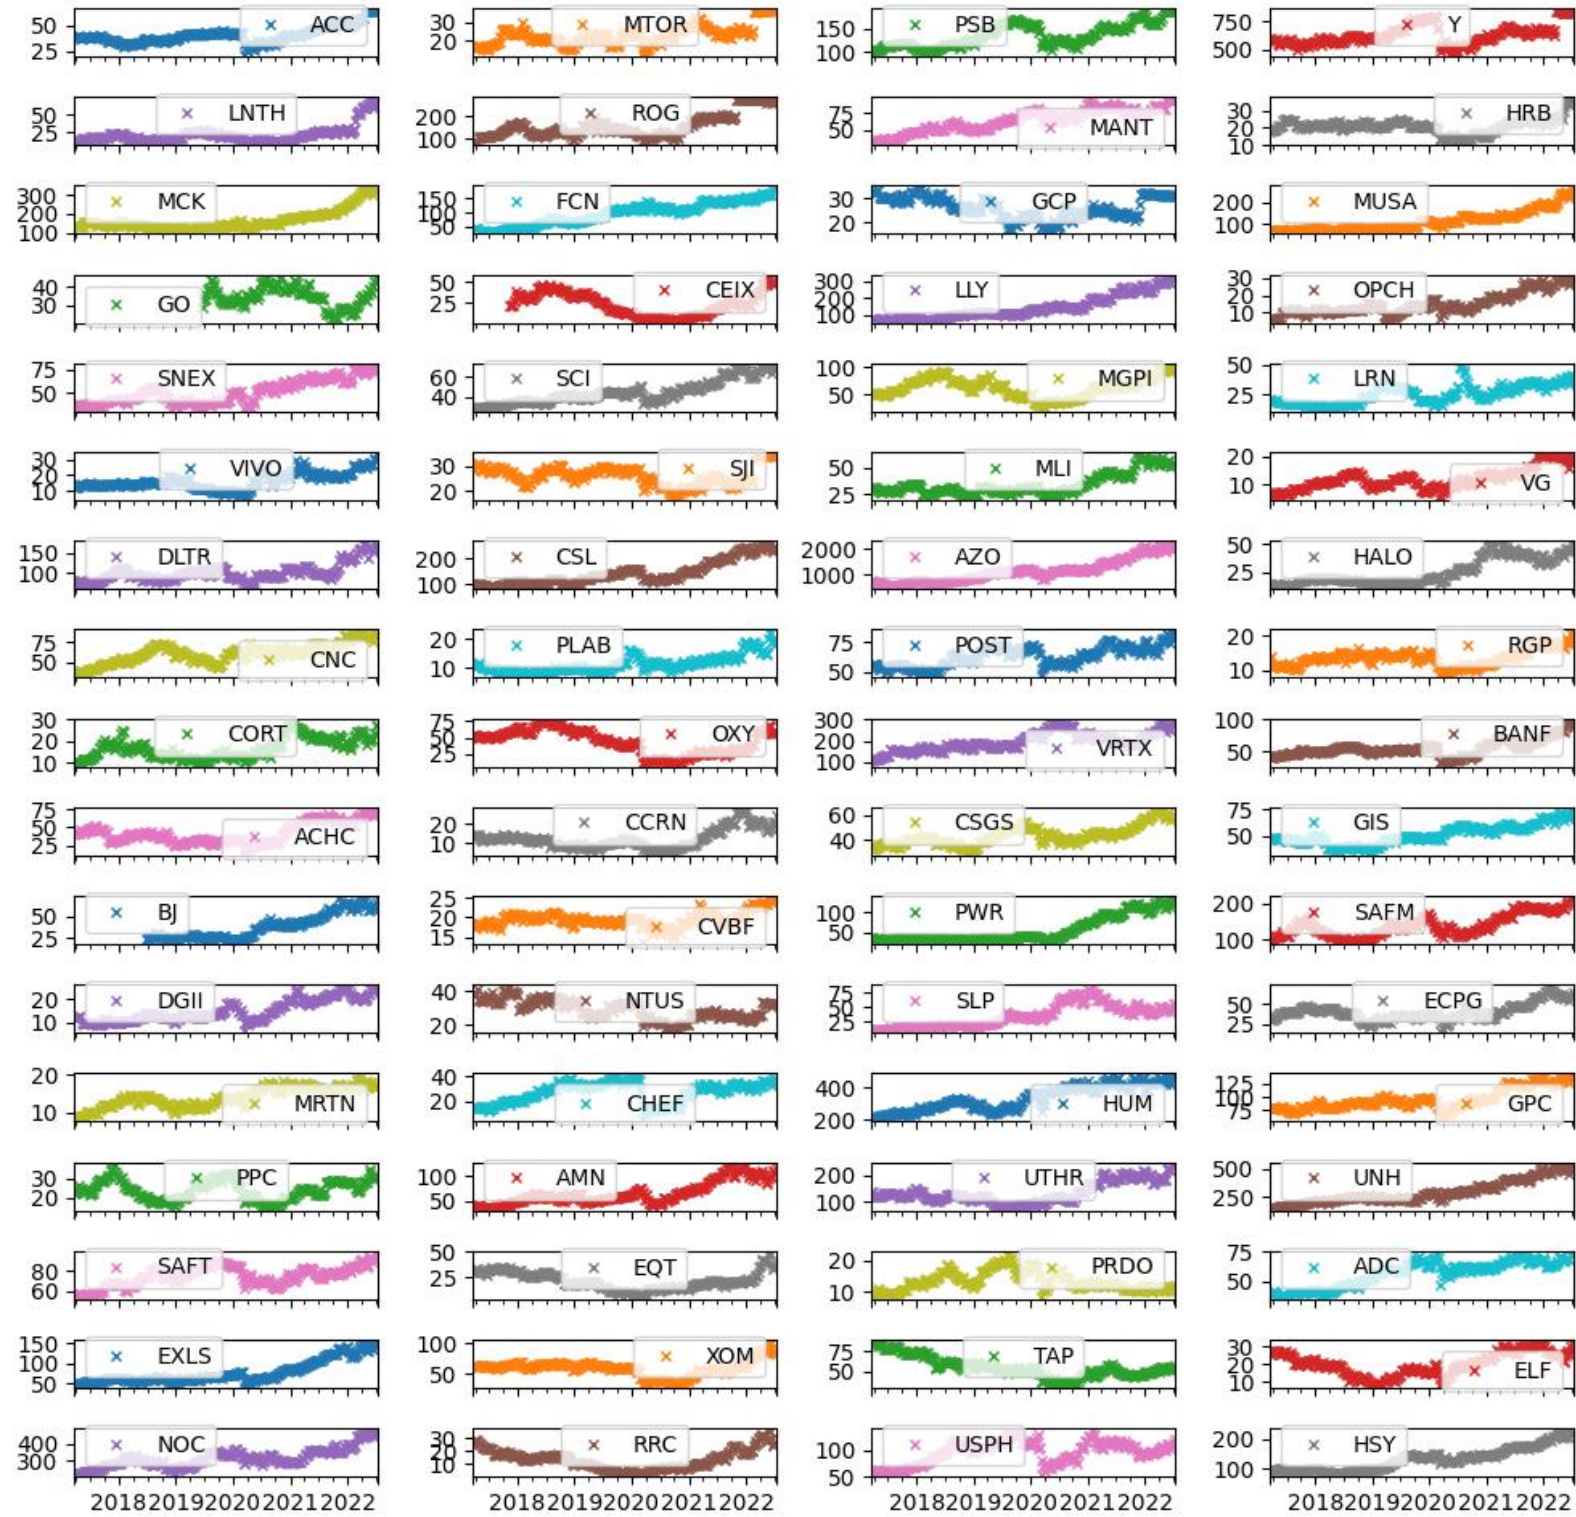 50 25 ACC 30 20 MTOR 150 100 PSB 750 500 Y
50 25 LNTH 200 100 ROG 75 50 MANT 30 20 10 HRB
300 200 100 MCK 150 100 50 FCN 30 20 GCP 200 100 MUSA
40 30 GO 50 25 CEIX 300 200 100 LLY 30 20 10 OPCH
75 50 SNEX 60 40 SCI 100 50 MGPI 50 25 LRN
30 20 10 VIVO 30 20 SJI 50 25 MLI 20 10 VG
150 100 DLTR 200 100 CSL 2000 1000 AZO 50 25 HALO
75 50 CNC 20 10 PLAB 75 50 POST 20 10 RGP
30 20 10 CORT 75 50 25 OXY 300 200 100 VRTX 100 50 BANF
75 50 25 ACHC 20 10 CCRN 60 40 CSGS 75 50 GIS
50 25 BJ 25 20 15 CVBF 100 50 PWR 200 100 SAFM
20 10 DGII 40 20 NTUS 75 50 25 SLP 50 25 ECPG
20 10 MRTN 40 20 CHEF 400 200 HUM 125 100 75 GPC
30 20 PPC 100 50 AMN 200 100 UTHR 500 250 UNH
80 60 SAFT 50 25 EQT 20 10 PRDO 75 50 ADC
150 100 50 EXLS 100 50 XOM 75 50 TAP 30 20 10 ELF
400 300 NOC 30 20 10 RRC 100 50 USPH 200 100 HSY
2018 2019 2020 2021 2022 2018 2019 2020 2021 2022 2018 2019 2020 2021 2022 2018 2019 2020 2021 2022